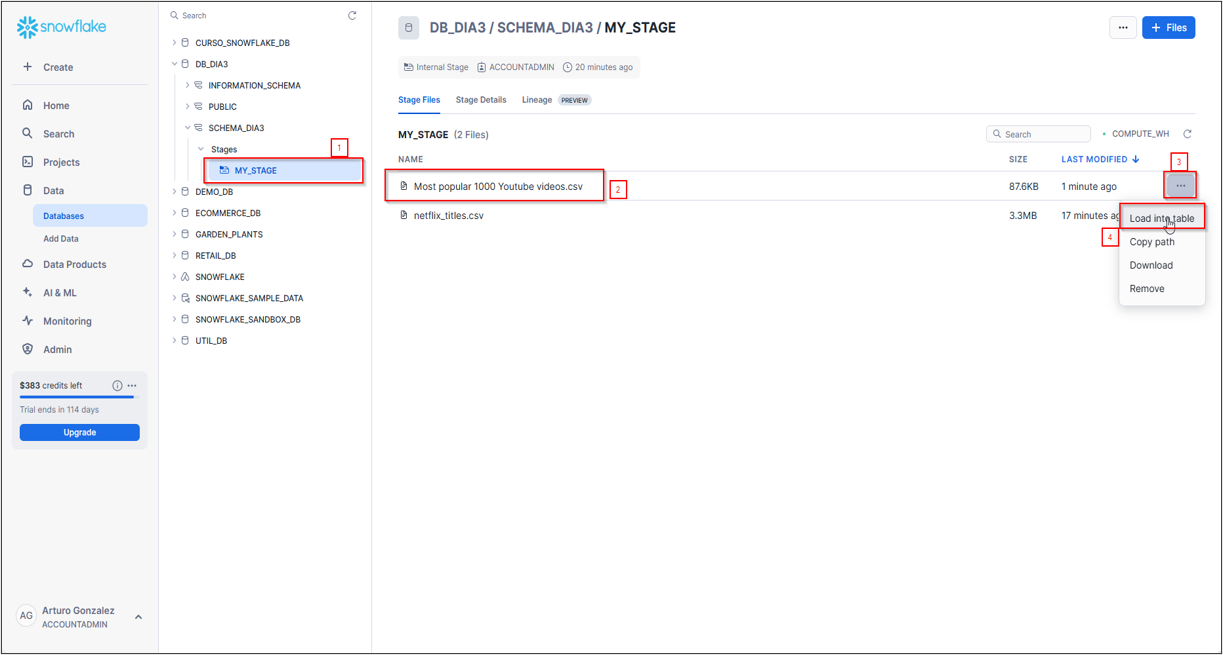 snowflake
+ Create
Home
Search
Projects
Data
Databases
Add Data
Data Products
AI & ML
Monitoring
Admin
$383 credits left
Trial ends in 114 days
Upgrade
AG
Arturo Gonzalez
ACCOUNTADMIN
Search
CURSO_SNOWFLAKE_DB
DB_DIA3
INFORMATION_SCHEMA
PUBLIC
SCHEMA_DIA3
Stages
1
MY_STAGE
DEMO_DB
ECOMMERCE_DB
GARDEN_PLANTS
RETAIL_DB
SNOWFLAKE
SNOWFLAKE_SAMPLE_DATA
SNOWFLAKE_SANDBOX_DB
UTIL_DB
DB_DIA3 / SCHEMA_DIA3 / MY_STAGE
... + Files
Internal Stage ACCOUNTADMIN 20 minutes ago
Stage Files Stage Details Lineage PREVIEW
MY_STAGE (2 Files) Search COMPUTE_WH
NAME SIZE LAST MODIFIED 3
Most popular 1000 Youtube videos.csv 2 87.6KB 1 minute ago ...
netflix_titles.csv 3.3MB 17 minutes
Load into table
4 Copy path
Download
Remove